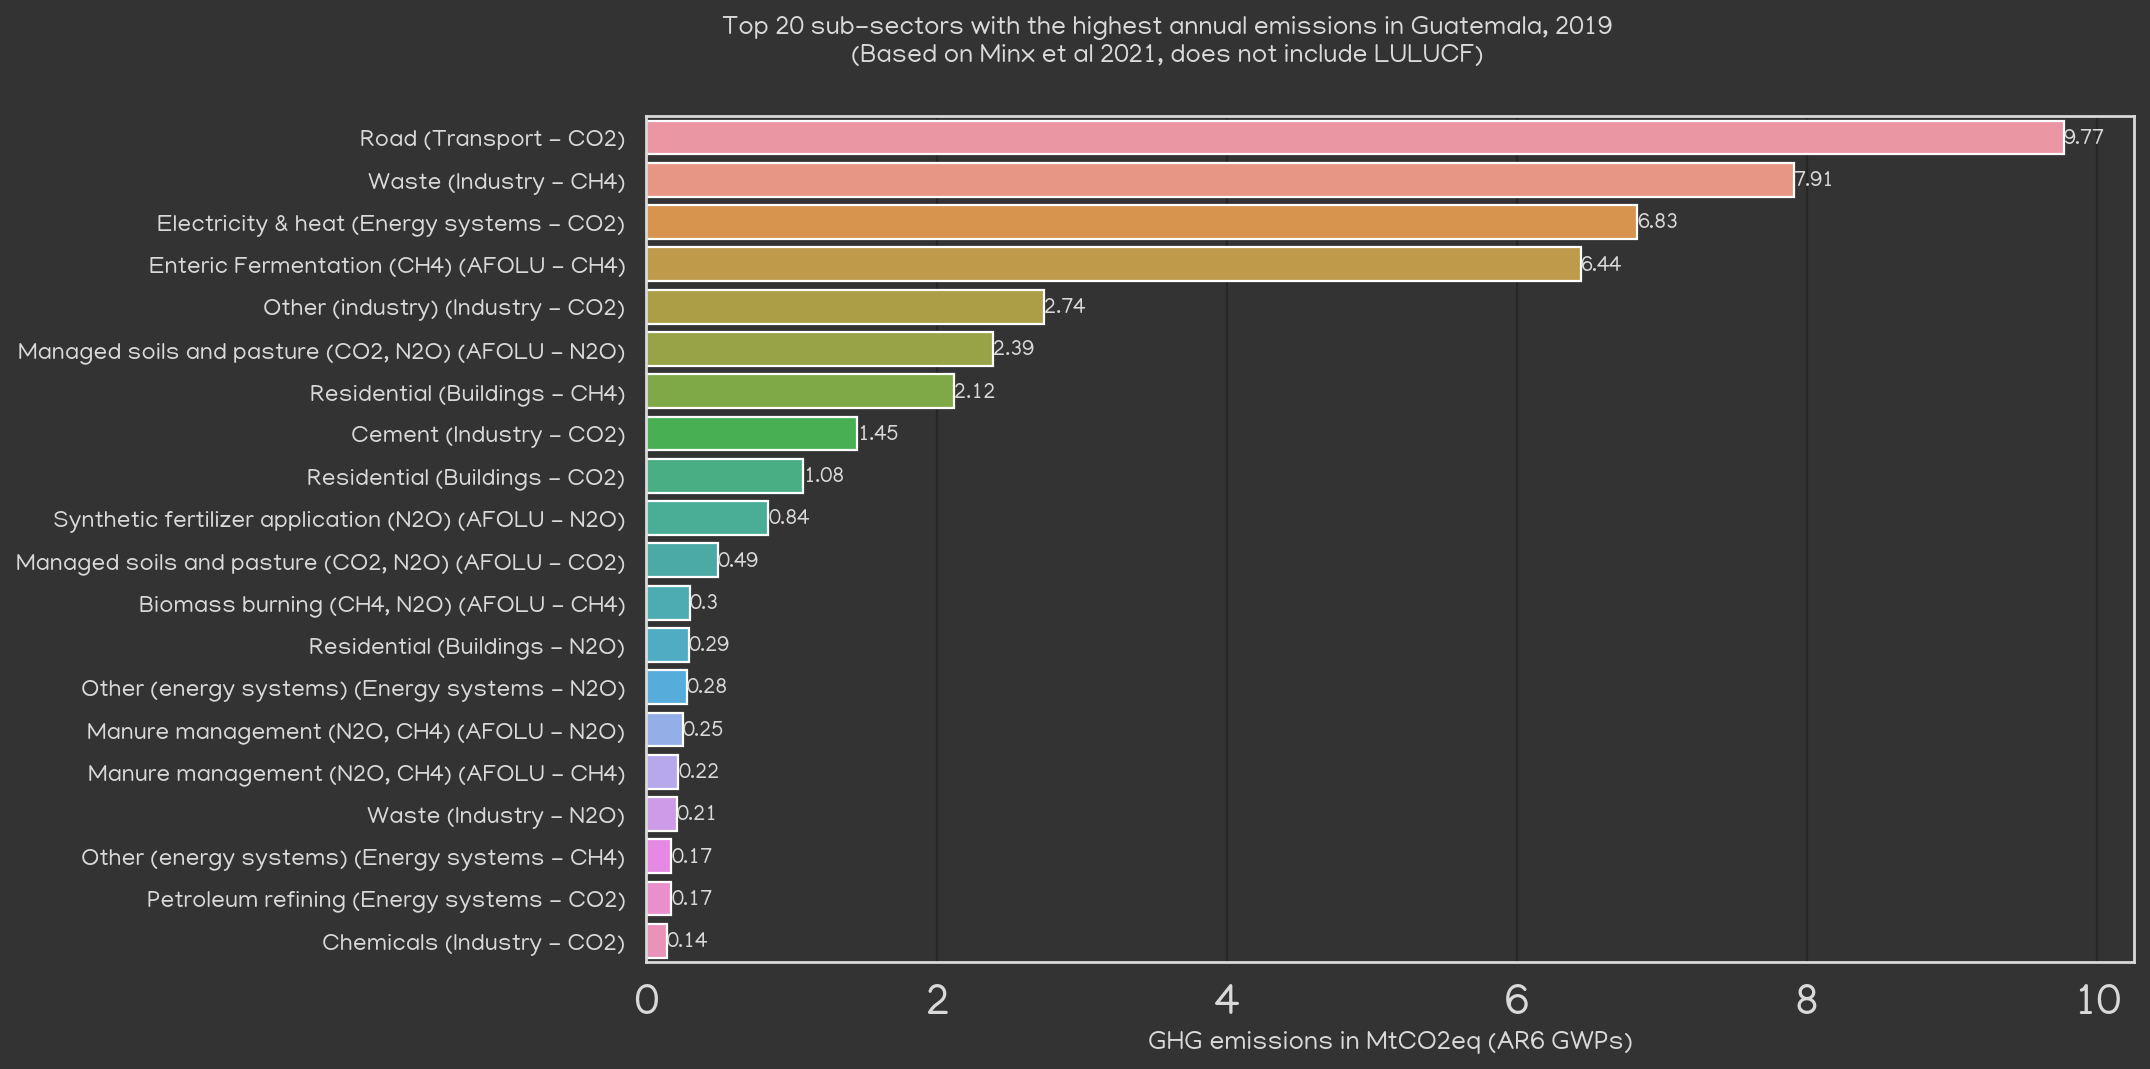 Top 20 sub-sectors with the highest annual emissions in Guatemala, 2019
(Based on Minx et al 2021, does not include LULUCF)
Road (Transport - CO2) 9.77
Waste (Industry - CH4) 7.91
Electricity & heat (Energy systems - CO2) 6.83
Enteric Fermentation (CH4) (AFOLU - CH4) 6.44
Other (industry) (Industry - CO2) 2.74
Managed soils and pasture (CO2, N2O) (AFOLU - N2O) 2.39
Residential (Buildings - CH4) 2.12
Cement (Industry - CO2) 1.45
Residential (Buildings - CO2) 1.08
Synthetic fertilizer application (N2O) (AFOLU - N2O) 0.84
Managed soils and pasture (CO2, N2O) (AFOLU - CO2) 0.49
Biomass burning (CH4, N2O) (AFOLU - CH4) 0.3
Residential (Buildings - N2O) 0.29
Other (energy systems) (Energy systems - N2O) 0.28
Manure management (N2O, CH4) (AFOLU - N2O) 0.25
Manure management (N2O, CH4) (AFOLU - CH4) 0.22
Waste (Industry - N2O) 0.21
Other (energy systems) (Energy systems - CH4) 0.17
Petroleum refining (Energy systems - CO2) 0.17
Chemicals (Industry - CO2) 0.14
0 2 4 6 8 10
GHG emissions in MtCO2eq (AR6 GWPs)